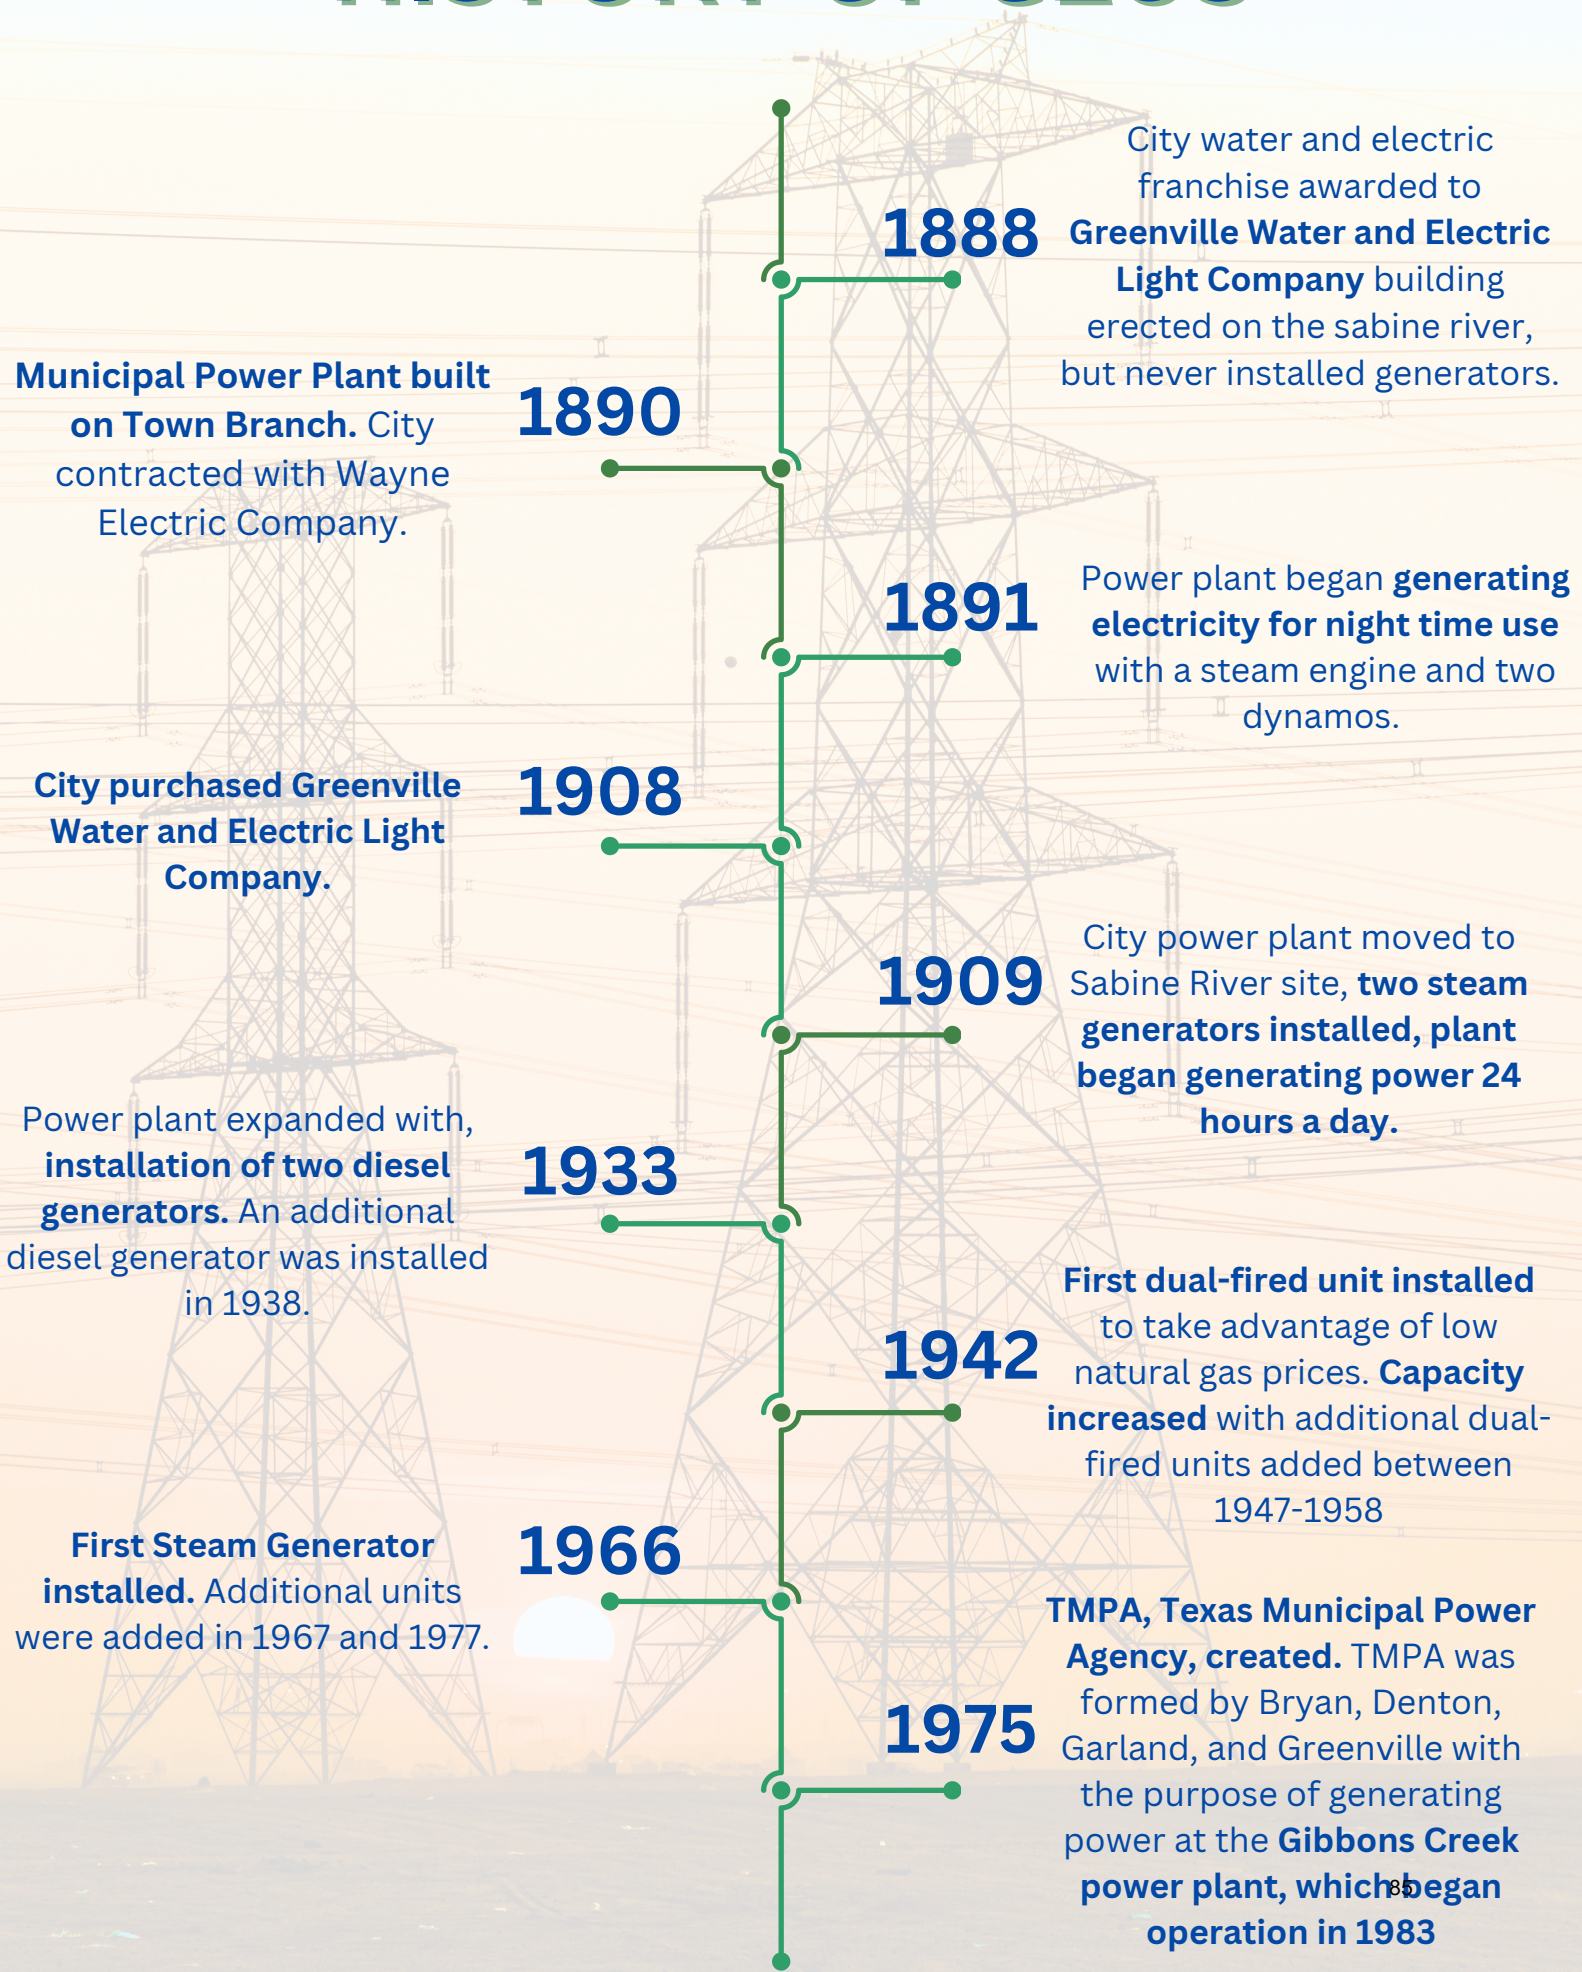 1888
City water and electric
franchise awarded to
Greenville Water and Electric
Light Company building
erected on the sabine river,
but never installed generators.
Municipal Power Plant built
on Town Branch. City
contracted with Wayne
Electric Company.
1890
1891
Power plant began generating
electricity for night time use
with a steam engine and two
dynamos.
City purchased Greenville
Water and Electric Light
Company.
1908
1909
City power plant moved to
Sabine River site, two steam
generators installed, plant
began generating power 24
hours a day.
Power plant expanded with,
installation of two diesel
generators. An additional
diesel generator was installed
in 1938.
1933
1942
First dual-fired unit installed
to take advantage of low
natural gas prices. Capacity
increased with additional dual-
fired units added between
1947-1958
First Steam Generator
installed. Additional units
were added in 1967 and 1977.
1966
1975
TMPA, Texas Municipal Power
Agency, created. TMPA was
formed by Bryan, Denton,
Garland, and Greenville with
the purpose of generating
power at the Gibbons Creek
power plant, which began
operation in 1983
85